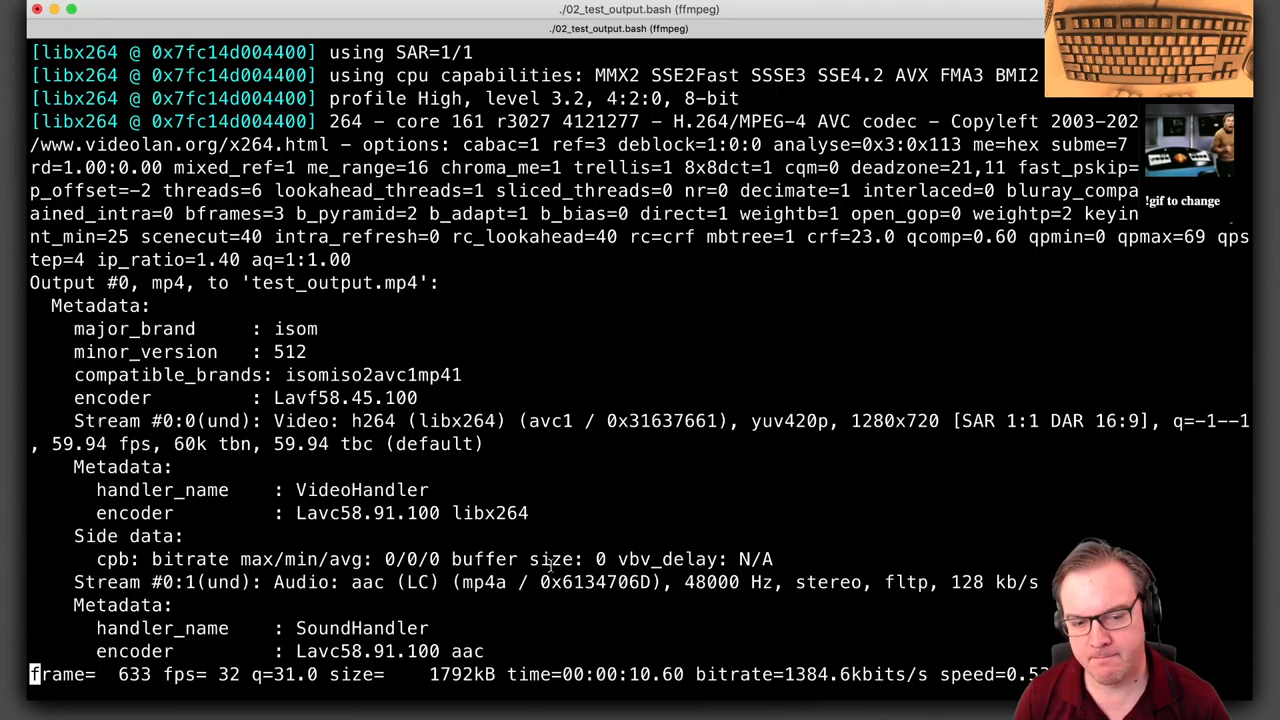 ./02_test_output.bash (ffmpeg)
./02_test_output.bash (ffmpeg)
[libx264 @ 0x7fc14d004400] using SAR=1/1
[libx264 @ 0x7fc14d004400] using cpu capabilities: MMX2 SSE2Fast SSSE3 SSE4.2 AVX FMA3 BMI2
[libx264 @ 0x7fc14d004400] profile High, level 3.2, 4:2:0, 8-bit
[libx264 @ 0x7fc14d004400] 264 - core 161 r3027 4121277 - H.264/MPEG-4 AVC codec - Copyleft 2003-202
/www.videolan.org/x264.html - options: cabac=1 ref=3 deblock=1:0:0 analyse=0x3:0x113 me=hex subme=7
rd=1.00:0.00 mixed_ref=1 me_range=16 chroma_me=1 trellis=1 8x8dct=1 cqm=0 deadzone=21,11 fast_pskip=
p_offset=-2 threads=6 lookahead_threads=1 sliced_threads=0 nr=0 decimate=1 interlaced=0 bluray_compa
ained_intra=0 bframes=3 b_pyramid=2 b_adapt=1 b_bias=0 direct=1 weightb=1 open_gop=0 weightp=2 keyin
!gif to change
nt_min=25 scenecut=40 intra_refresh=0 rc_lookahead=40 rc=crf mbtree=1 crf=23.0 qcomp=0.60 qpmin=0 qpmax=69 qps
tep=4 ip_ratio=1.40 aq=1:1.00
Output #0, mp4, to 'test_output.mp4':
Metadata:
major_brand : isom
minor_version : 512
compatible_brands: isomiso2avc1mp41
encoder : Lavf58.45.100
Stream #0:0(und): Video: h264 (libx264) (avc1 / 0x31637661), yuv420p, 1280x720 [SAR 1:1 DAR 16:9], q=-1--1
, 59.94 fps, 60k tbn, 59.94 tbc (default)
Metadata:
handler_name : VideoHandler
encoder : Lavc58.91.100 libx264
Side data:
cpb: bitrate max/min/avg: 0/0/0 buffer size: 0 vbv_delay: N/A
Stream #0:1(und): Audio: aac (LC) (mp4a / 0x6134706D), 48000 Hz, stereo, fltp, 128 kb/s
Metadata:
handler_name : SoundHandler
encoder : Lavc58.91.100 aac
frame= 633 fps= 32 q=31.0 size= 1792kB time=00:00:10.60 bitrate=1384.6kbits/s speed=0.53